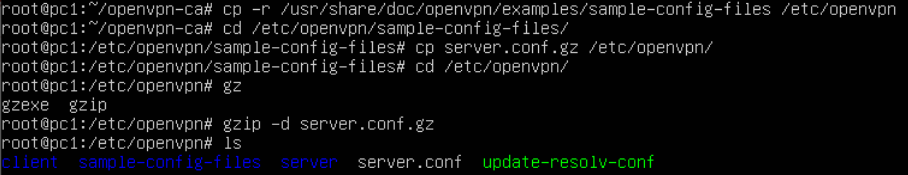 root@pc1:~/openvpn-ca# cp -r /usr/share/doc/openvpn/examples/sample-config-files /etc/openvpn
root@pc1:~/openvpn-ca# cd /etc/openvpn/sample-config-files/
root@pc1:/etc/openvpn/sample-config-files# cp server.conf.gz /etc/openvpn/
root@pc1:/etc/openvpn/sample-config-files# cd /etc/openvpn/
root@pc1:/etc/openvpn# gz
gzexe  gzip
root@pc1:/etc/openvpn# gzip -d server.conf.gz
root@pc1:/etc/openvpn# ls
client  sample-config-files  server  server.conf  update-resolv-conf